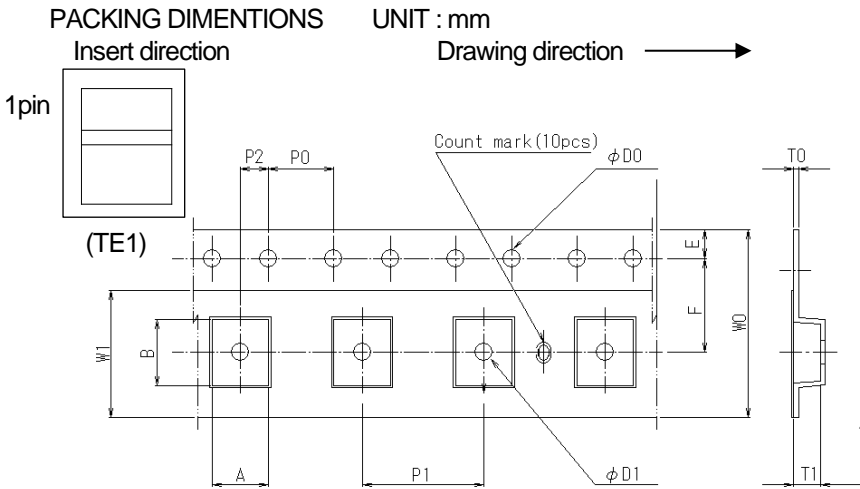 PACKING DIMENTIONS UNIT : mm
Insert direction Drawing direction
1pin
(TE1)
Count mark(10pcs)
P2 P0 φD0 T0
E
F
W0
W1
B
A P1 φD1 T1